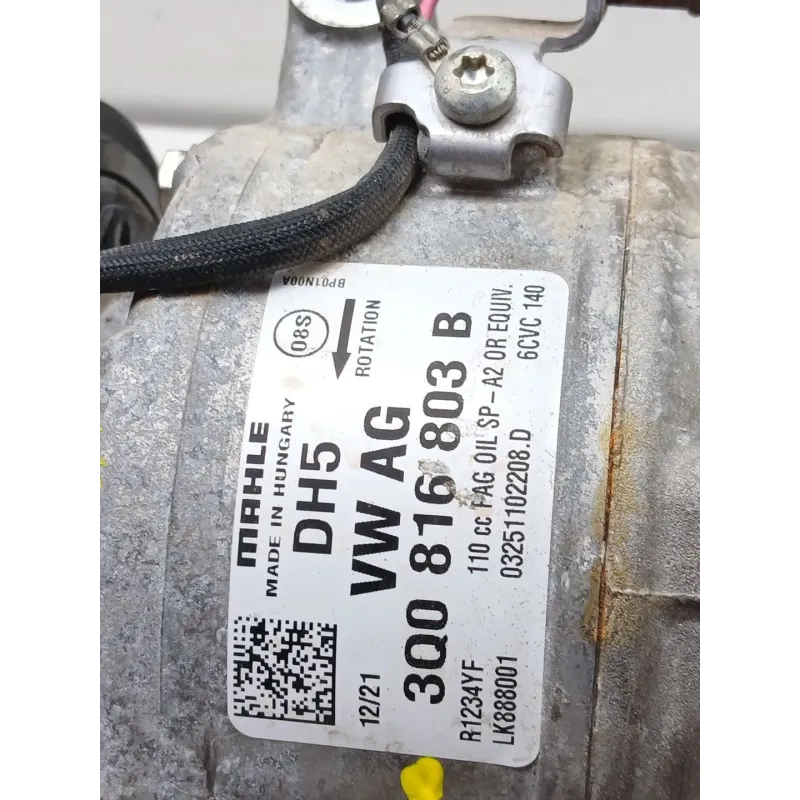 BP01N00A
08S
ROTATION
MAHLE
MADE IN HUNGARY
DH5
VW AG
3Q0 816 803 B
110 cc PAG OIL SP-A2 OR EQUIV.
03251102208.D
6CVC 140
12/21
R1234YF
LK888001